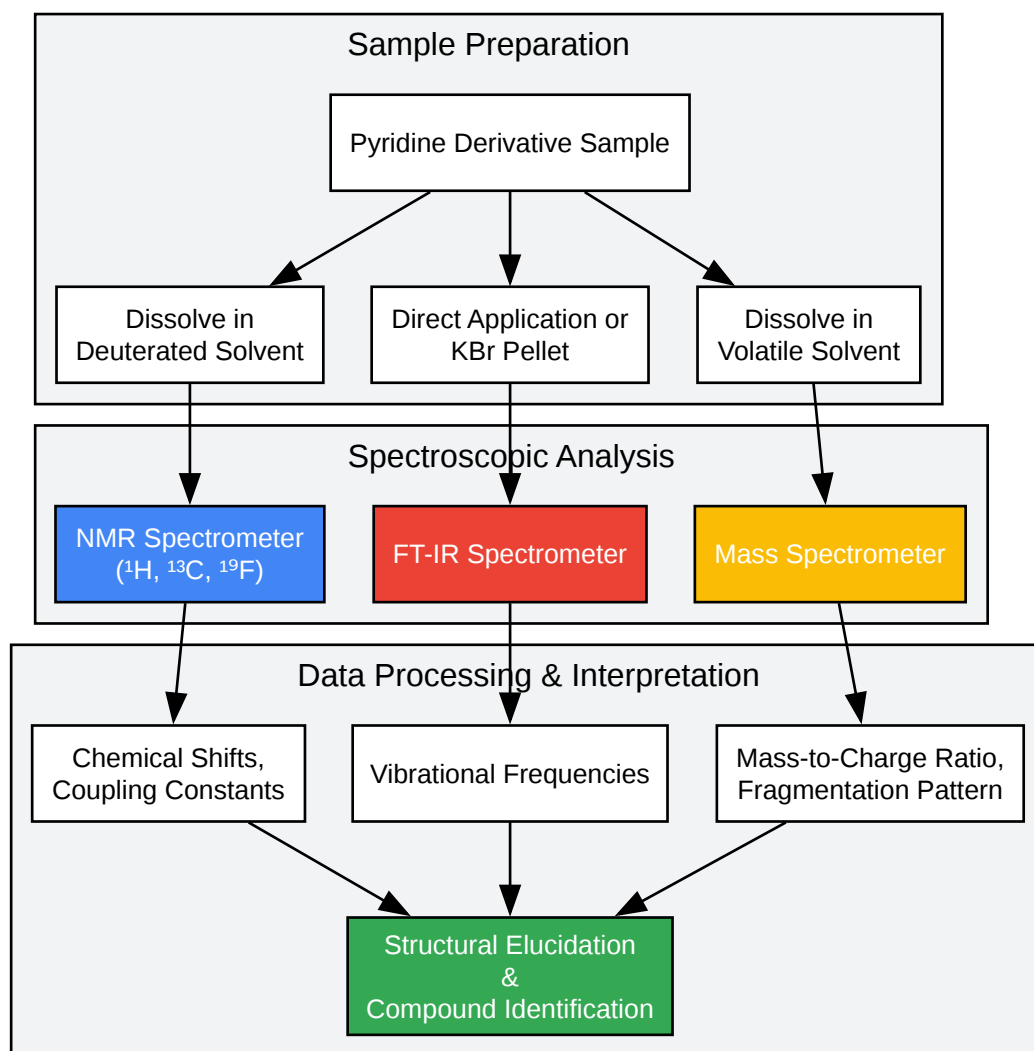 Sample Preparation
Pyridine Derivative Sample
Dissolve in
Deuterated Solvent
Direct Application or
KBr Pellet
Dissolve in
Volatile Solvent
Spectroscopic Analysis
NMR Spectrometer
(¹H, ¹³C, ¹⁹F)
FT-IR Spectrometer
Mass Spectrometer
Data Processing & Interpretation
Chemical Shifts,
Coupling Constants
Vibrational Frequencies
Mass-to-Charge Ratio,
Fragmentation Pattern
Structural Elucidation
&
Compound Identification